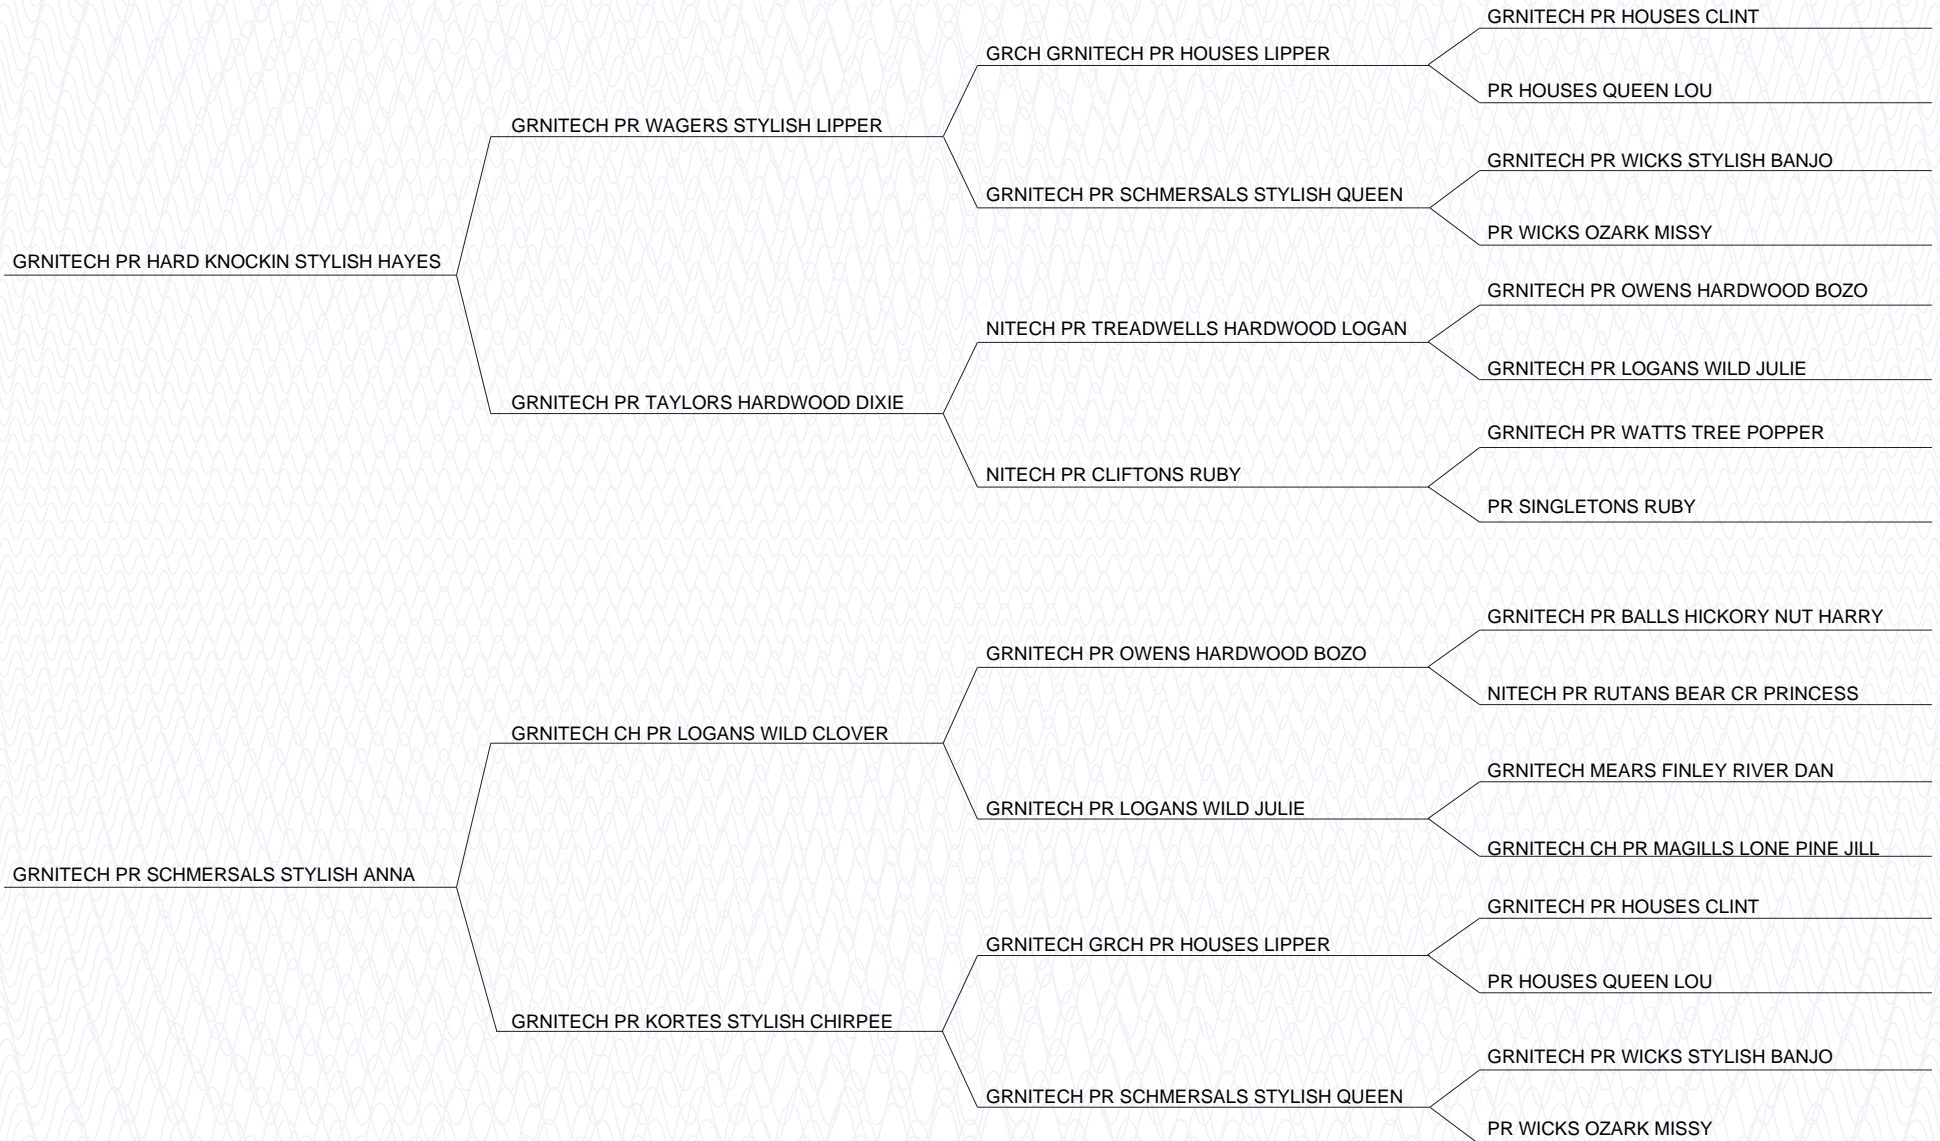 GRNITECH PR HOUSES CLINT
GRCH GRNITECH PR HOUSES LIPPER
PR HOUSES QUEEN LOU
GRNITECH PR WAGERS STYLISH LIPPER
GRNITECH PR WICKS STYLISH BANJO
GRNITECH PR SCHMERSALS STYLISH QUEEN
PR WICKS OZARK MISSY
GRNITECH PR HARD KNOCKIN STYLISH HAYES
GRNITECH PR OWENS HARDWOOD BOZO
NITECH PR TREADWELLS HARDWOOD LOGAN
GRNITECH PR LOGANS WILD JULIE
GRNITECH PR TAYLORS HARDWOOD DIXIE
GRNITECH PR WATTS TREE POPPER
NITECH PR CLIFTONS RUBY
PR SINGLETONS RUBY
GRNITECH PR BALLS HICKORY NUT HARRY
GRNITECH PR OWENS HARDWOOD BOZO
NITECH PR RUTANS BEAR CR PRINCESS
GRNITECH CH PR LOGANS WILD CLOVER
GRNITECH MEARS FINLEY RIVER DAN
GRNITECH PR LOGANS WILD JULIE
GRNITECH CH PR MAGILLS LONE PINE JILL
GRNITECH PR SCHMERSALS STYLISH ANNA
GRNITECH PR HOUSES CLINT
GRNITECH GRCH PR HOUSES LIPPER
PR HOUSES QUEEN LOU
GRNITECH PR KORTES STYLISH CHIRPEE
GRNITECH PR WICKS STYLISH BANJO
GRNITECH PR SCHMERSALS STYLISH QUEEN
PR WICKS OZARK MISSY